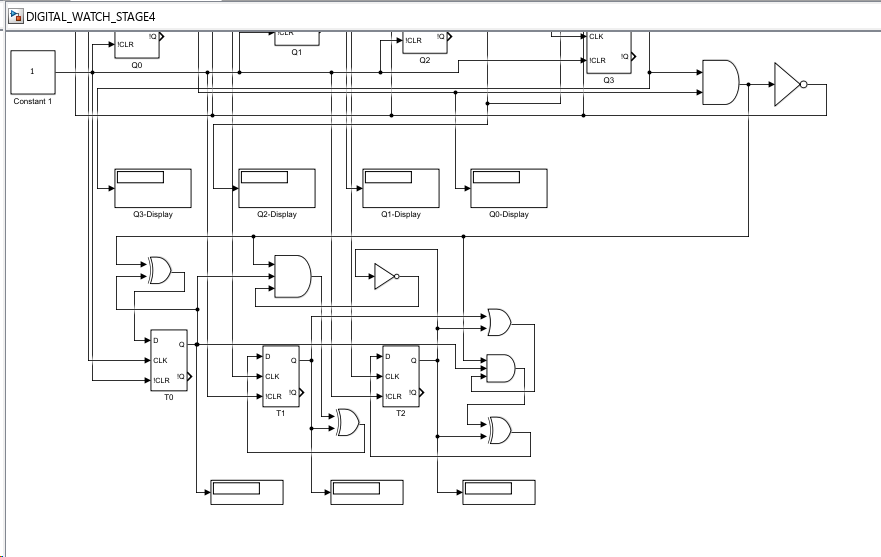 DIGITAL_WATCH_STAGE4
!Q
!CLR
Q0
!CLR
Q1
!Q
!CLR
Q2
CLK
!Q
!CLR
Q3
1
Constant 1
Q3-Display
Q2-Display
Q1-Display
Q0-Display
D
Q
CLK
!CLR
!Q
T0
D
Q
CLK
!CLR
!Q
T1
D
Q
CLK
!CLR
!Q
T2